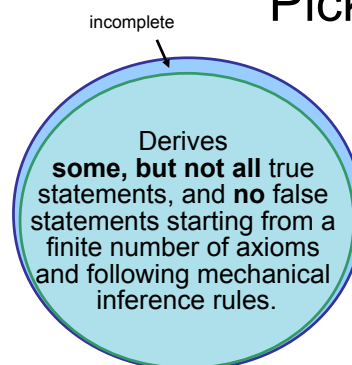 Pick
incomplete
Derives
some, but not all true
statements, and no false
statements starting from a
finite number of axioms
and following mechanical
inference rules.